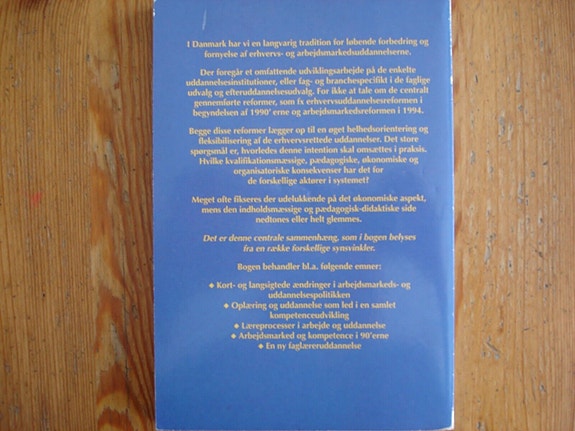 I Danmark har vi en langvarig tradition for løbende forbedring og
fornyelse af erhvervs- og arbejdsmarkedsuddannelserne.
Der foregår et omfattende udviklingsarbejde på de enkelte
uddannelsesinstitutioner, eller fag- og branchespecifikt i de faglige
udvalg og efteruddannelsesudvalg. For ikke at tale om de centralt
gennemførte reformer, som fx erhvervsuddannelsesreformen i
begyndelsen af 1990'erne og arbejdsmarkedsreformen i 1994.
Begge disse reformer lægger op til en øget helhedsorientering og
fleksibilisering af de erhvervsrettede uddannelser. Det store
spørgsmål er, hvorledes denne intention skal omsættes i praksis.
Hvilke kvalifikationsmæssige, pædagogiske, økonomiske og
organisatoriske konsekvenser har det for
de forskellige aktører i systemet?
Meget ofte fikseres der udelukkende på det økonomiske aspekt,
mens den indholdsmæssige og pædagogisk-didaktiske side
nedtones eller helt glemmes.
Det er denne centrale sammenhæng, som i bogen belyses
fra en række forskellige synsvinkler.
Bogen behandler bl.a. følgende emner:
◆ Kort- og langsigtede ændringer i arbejdsmarkeds- og
uddannelsespolitikken
◆ Oplæring og uddannelse som led i en samlet
kompetenceudvikling
◆ Læreprocesser i arbejde og uddannelse
◆ Arbejdsmarked og kompetence i 90'erne
◆ En ny faglæreruddannelse